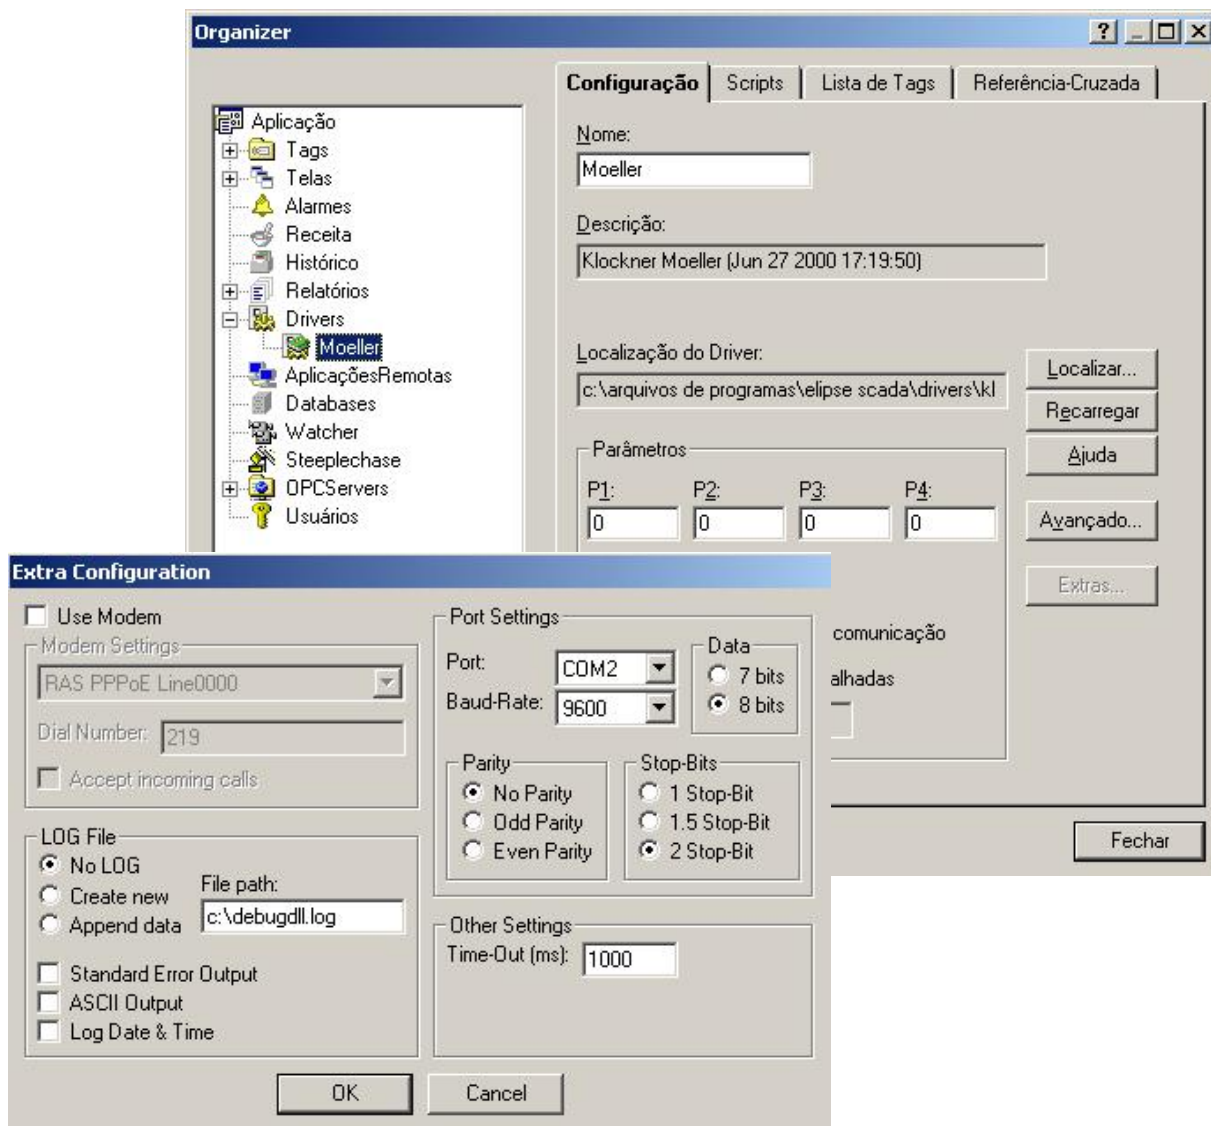 Organizer
Configuração Scripts Lista de Tags Referência-Cruzada
Aplicação
Tags
Telas
Alarmes
Receita
Histórico
Relatórios
Drivers
Moeller
AplicaçõesRemotas
Databases
Watcher
Steeplechase
OPCServers
Usuários
Nome:
Moeller
Descrição:
Klockner Moeller (Jun 27 2000 17:19:50)
Localização do Driver:
c:\arquivos de programas\elipse scada\drivers\kl
Localizar...
Recarregar
Ajuda
Avançado...
Extras...
Parâmetros
P1: P2: P3: P4:
0 0 0 0
comunicação
alhadas
Fechar
Extra Configuration
Use Modem
Modem Settings
RAS PPPoE Line0000
Dial Number: 219
Accept incoming calls
LOG File
No LOG
Create new
Append data
File path:
c:\debugdll.log
Standard Error Output
ASCII Output
Log Date & Time
Port Settings
Port: COM2
Baud-Rate: 9600
Data
7 bits
8 bits
Parity
No Parity
Odd Parity
Even Parity
Stop-Bits
1 Stop-Bit
1.5 Stop-Bit
2 Stop-Bit
Other Settings
Time-Out (ms): 1000
OK Cancel